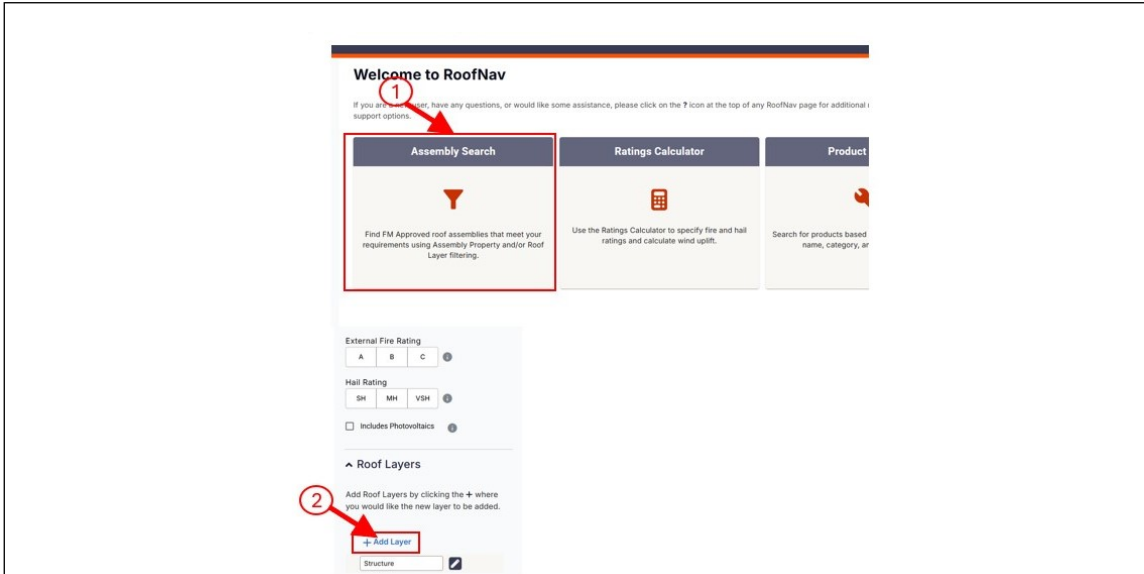 Welcome to RoofNav
1
If you are a user, have any questions, or would like some assistance, please click on the ? icon at the top of any RoofNav page for additional
support options.
Assembly Search
Ratings Calculator
Product
Find FM Approved roof assemblies that meet your
requirements using Assembly Property and/or Roof
Layer filtering.
Use the Ratings Calculator to specify fire and hail
ratings and calculate wind uplift.
Search for products based
name, category,
External Fire Rating
A B C
Hail Rating
SH MH VSH
Includes Photovoltaics
Roof Layers
Add Roof Layers by clicking the + where
you would like the new layer to be added.
2
+ Add Layer
Structure